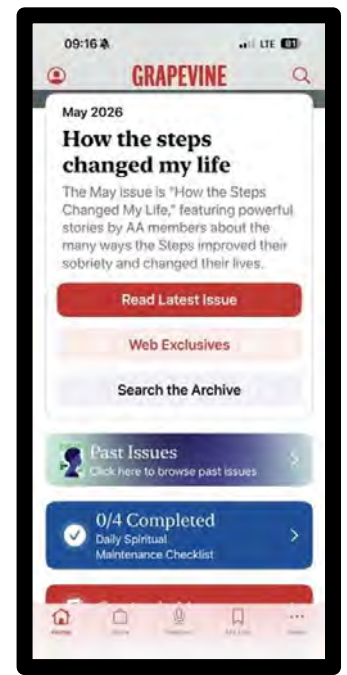 09:16
LTE 61
GRAPEVINE
May 2026
How the steps
changed my life
The May issue is "How the Steps
Changed My Life," featuring powerful
stories by AA members about the
many ways the Steps improved their
sobriety and changed their lives.
Read Latest Issue
Web Exclusives
Search the Archive
Past Issues
Click here to browse past issues
0/4 Completed
Daily Spiritual
Maintenance Checklist
Home